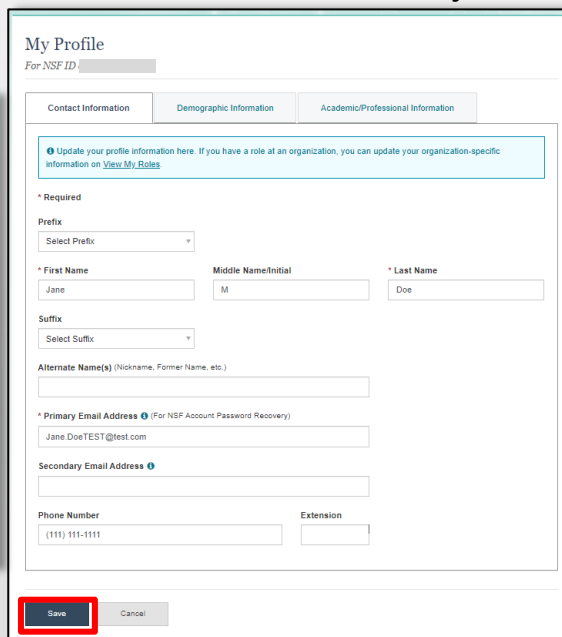 My Profile
For NSF ID
Contact Information Demographic Information Academic/Professional Information
Update your profile information here. If you have a role at an organization, you can update your organization-specific
information on View My Roles.
* Required
Prefix
Select Prefix
* First Name Middle Name/Initial * Last Name
Jane M Doe
Suffix
Select Suffix
Alternate Name(s) (Nickname, Former Name, etc.)
* Primary Email Address (For NSF Account Password Recovery)
Jane.DoeTEST@test.com
Secondary Email Address
Phone Number Extension
(111) 111-1111
Save Cancel